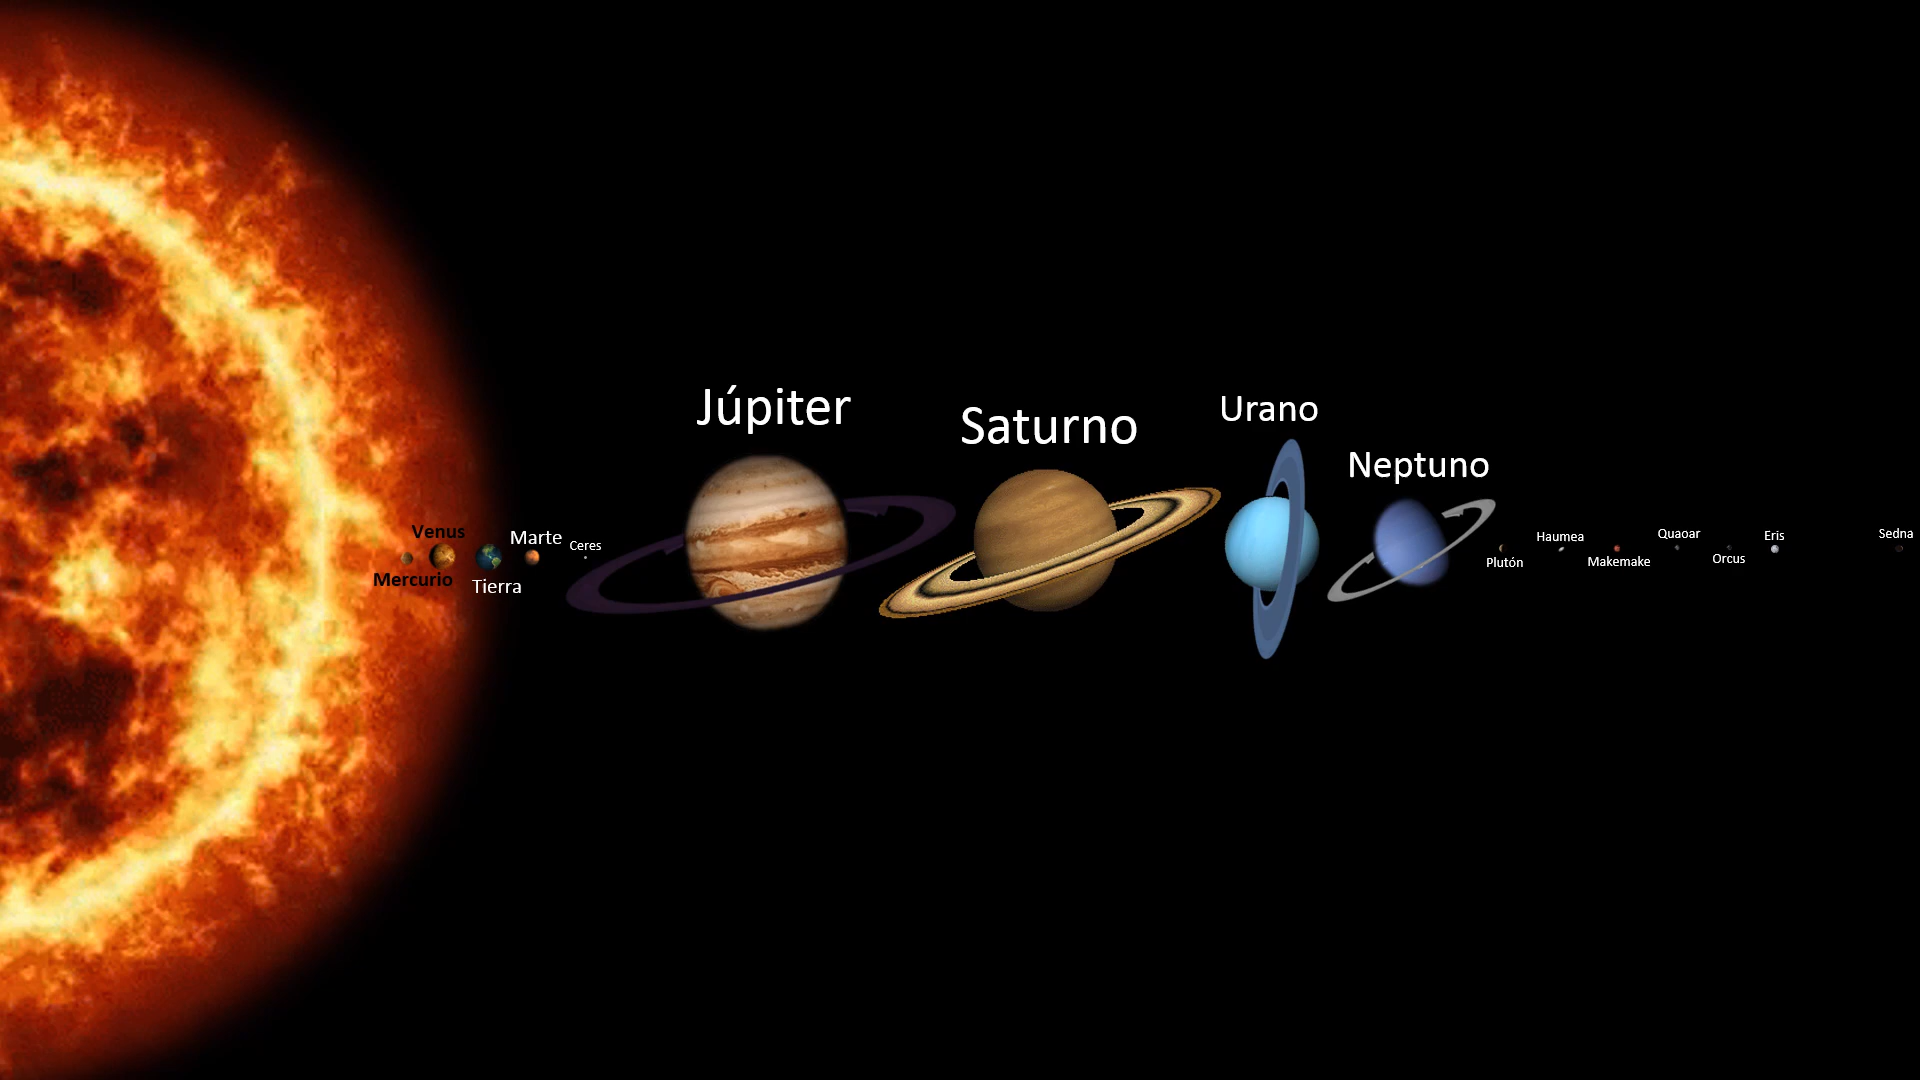 Venus
Mercurio
Tierra
Marte
Ceres
Júpiter
Saturno
Urano
Neptuno
Plutón
Haumea
Makemake
Quaoar
Orcus
Eris
Sedna